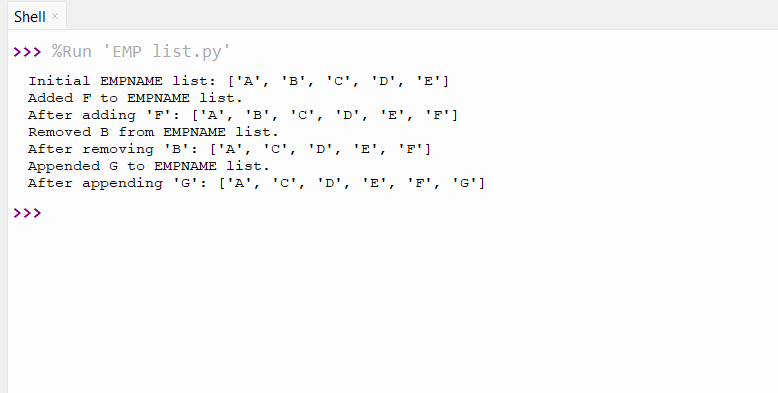 Shell ×
>>> %Run 'EMP list.py'
Initial EMPNAME list: ['A', 'B', 'C', 'D', 'E']
Added F to EMPNAME list.
After adding 'F': ['A', 'B', 'C', 'D', 'E', 'F']
Removed B from EMPNAME list.
After removing 'B': ['A', 'C', 'D', 'E', 'F']
Appended G to EMPNAME list.
After appending 'G': ['A', 'C', 'D', 'E', 'F', 'G']
>>>